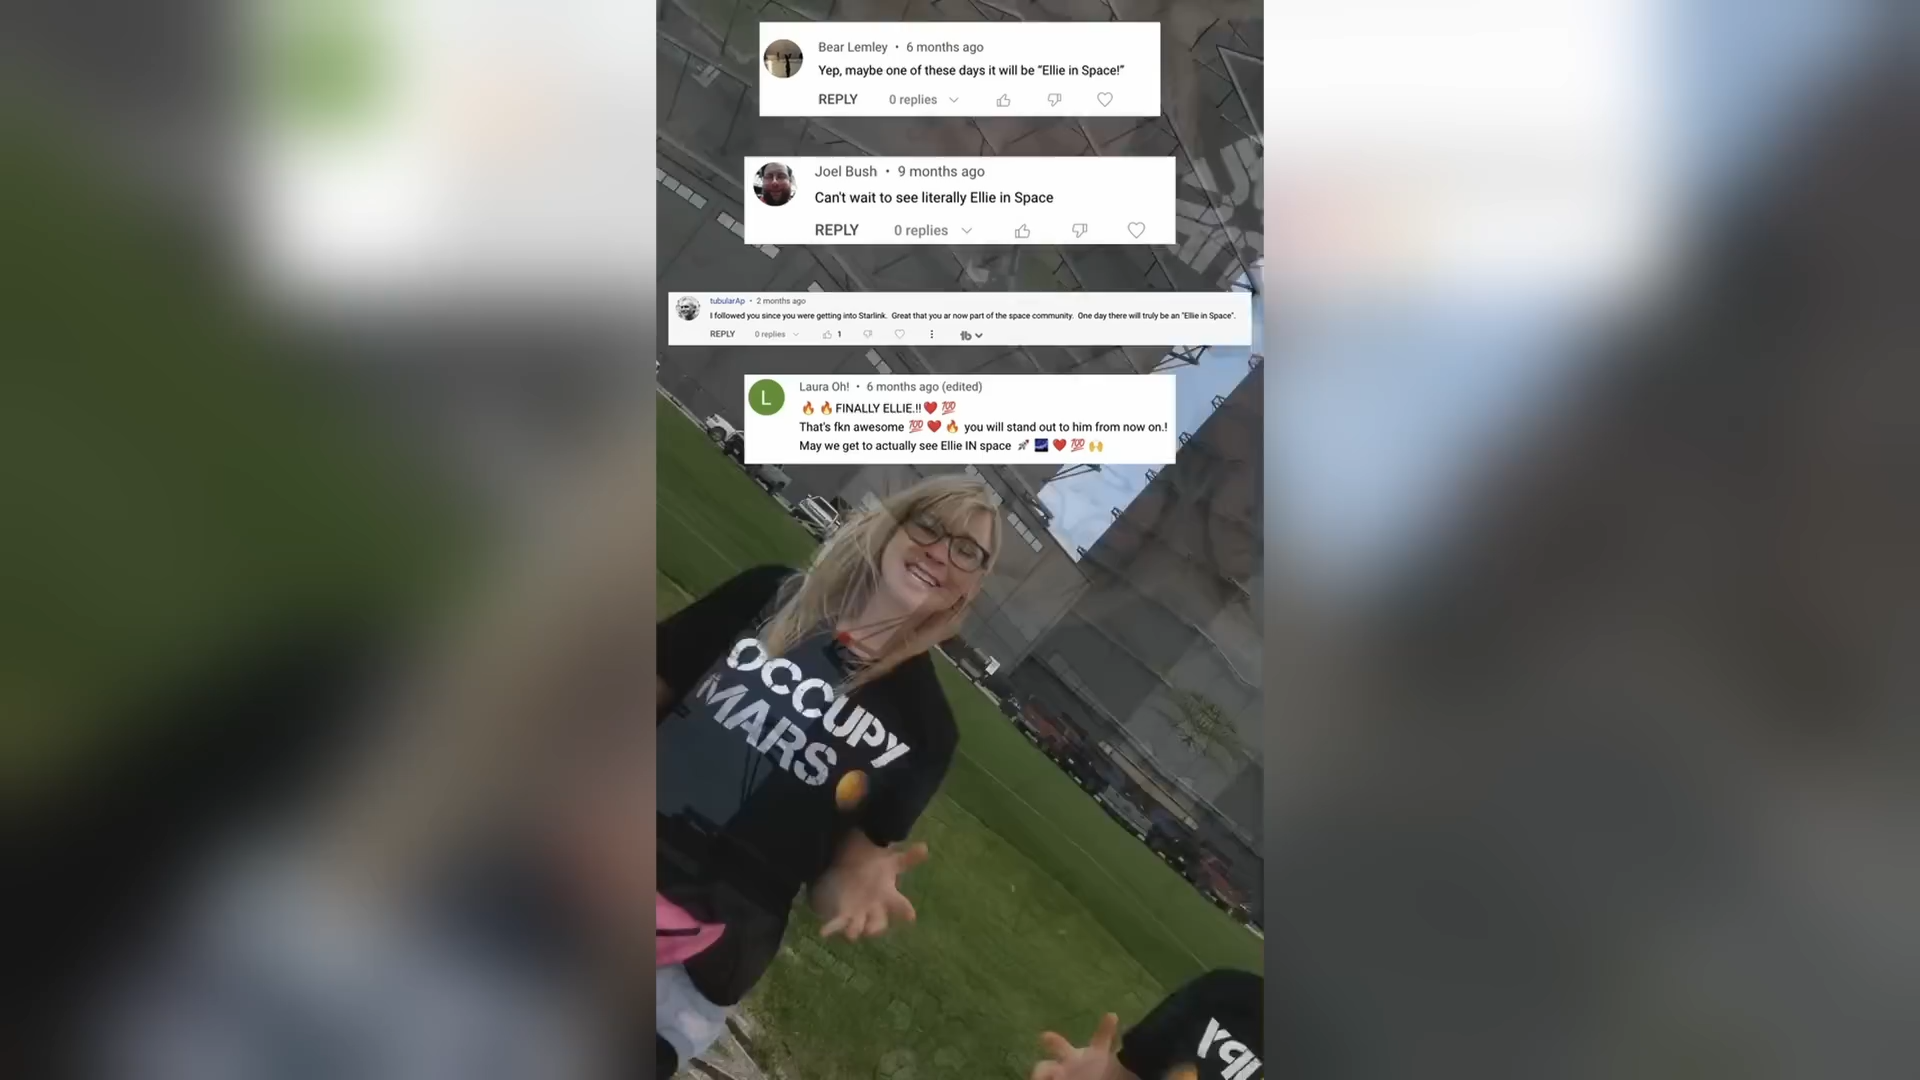 Bear Lemley • 6 months ago
Yep, maybe one of these days it will be “Ellie in Space!”
REPLY 0 replies
Joel Bush • 9 months ago
Can't wait to see literally Ellie in Space
REPLY 0 replies
tubularAp • 2 months ago
I followed you since you were getting into Starlink. Great that you ar now part of the space community. One day there will truly be an "Ellie in Space".
REPLY 0 replies 1
L
Laura Oh! • 6 months ago (edited)
🔥 🔥 FINALLY ELLIE.!! ❤️ 💯
That's fkn awesome 💯 ❤️ 🔥 you will stand out to him from now on.!
May we get to actually see Ellie IN space 🚀 🌌 ❤️ 💯 🙌
OCCUPY
MARS